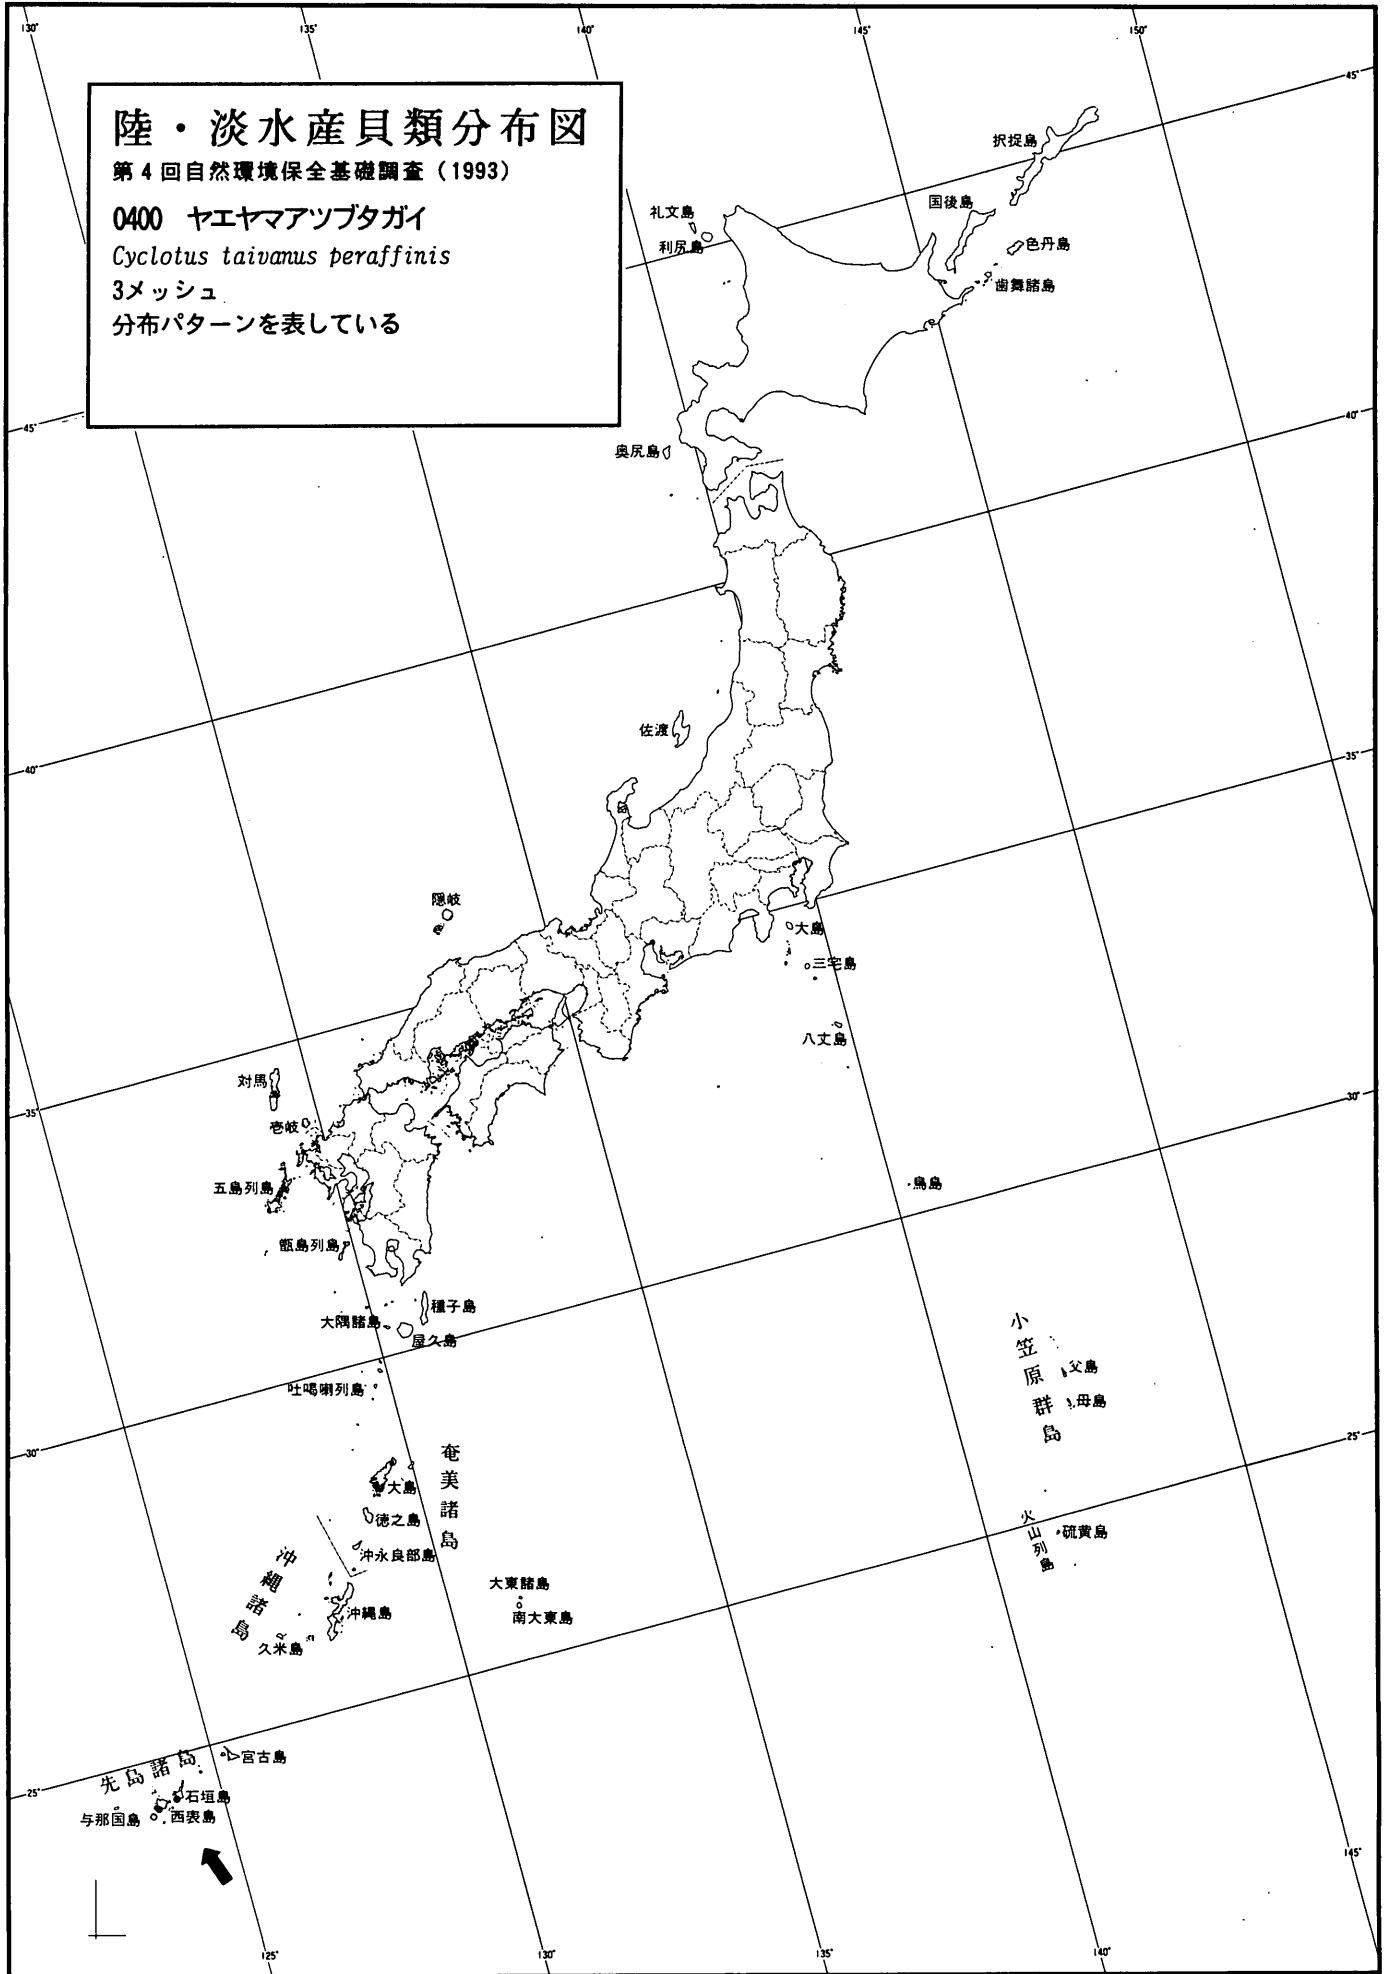 130°
135°
140°
145°
150°
陸・淡水産貝類分布図
第4回自然環境保全基礎調査（1993）
0400 ヤエヤマアツブタガイ
Cyclotus taivanus peraffinis
3メッシュ
分布パターンを表している
45°
択捉島
国後島
色丹島
歯舞諸島
礼文島
利尻島
40°
45°
奥尻島
佐渡
35°
40°
隠岐
大島
三宅島
八丈島
対馬
壱岐
35°
30°
五島列島
鳥島
甑島列島
種子島
大隅諸島
屋久島
吐噶喇列島
小笠原群島
父島
母島
25°
30°
奄美諸島
大島
徳之島
沖永良部島
火山列島
硫黄島
沖縄諸島
沖縄島
久米島
大東諸島
南大東島
先島諸島
宮古島
25°
石垣島
与那国島
西表島
145°
125°
130°
135°
140°